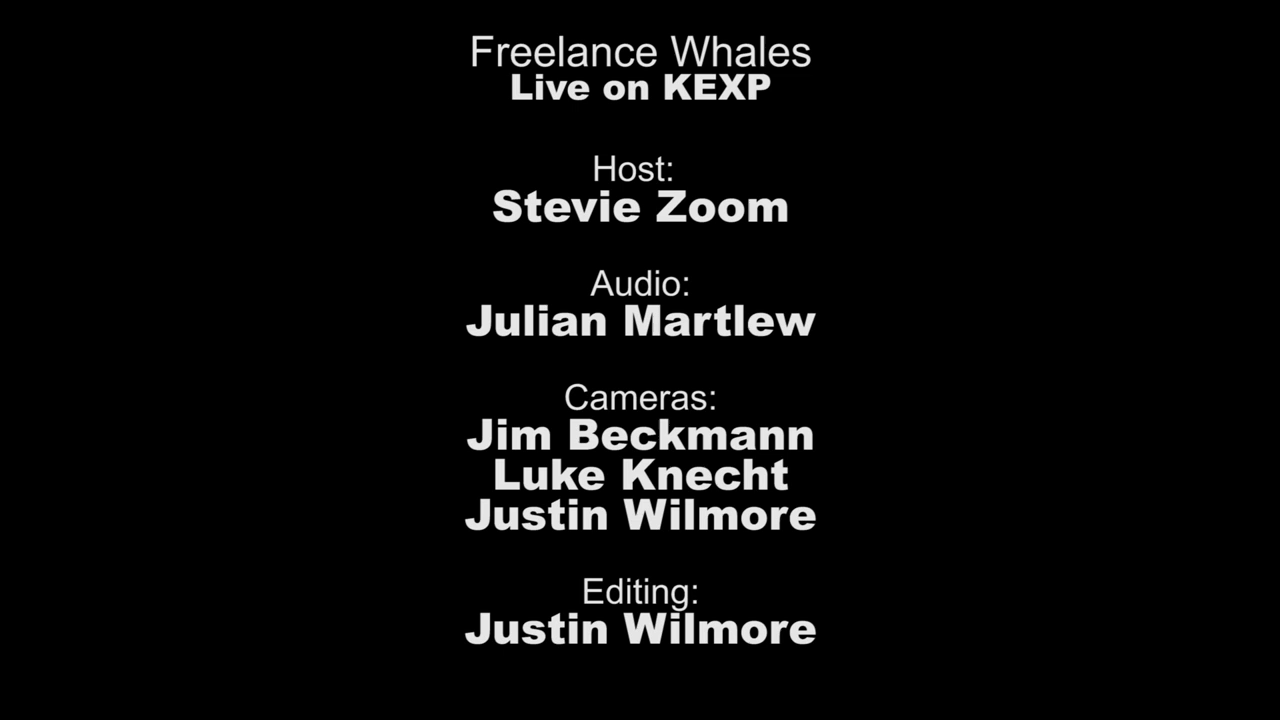 Freelance Whales
Live on KEXP
Host:
Stevie Zoom
Audio:
Julian Martlew
Cameras:
Jim Beckmann
Luke Knecht
Justin Wilmore
Editing:
Justin Wilmore